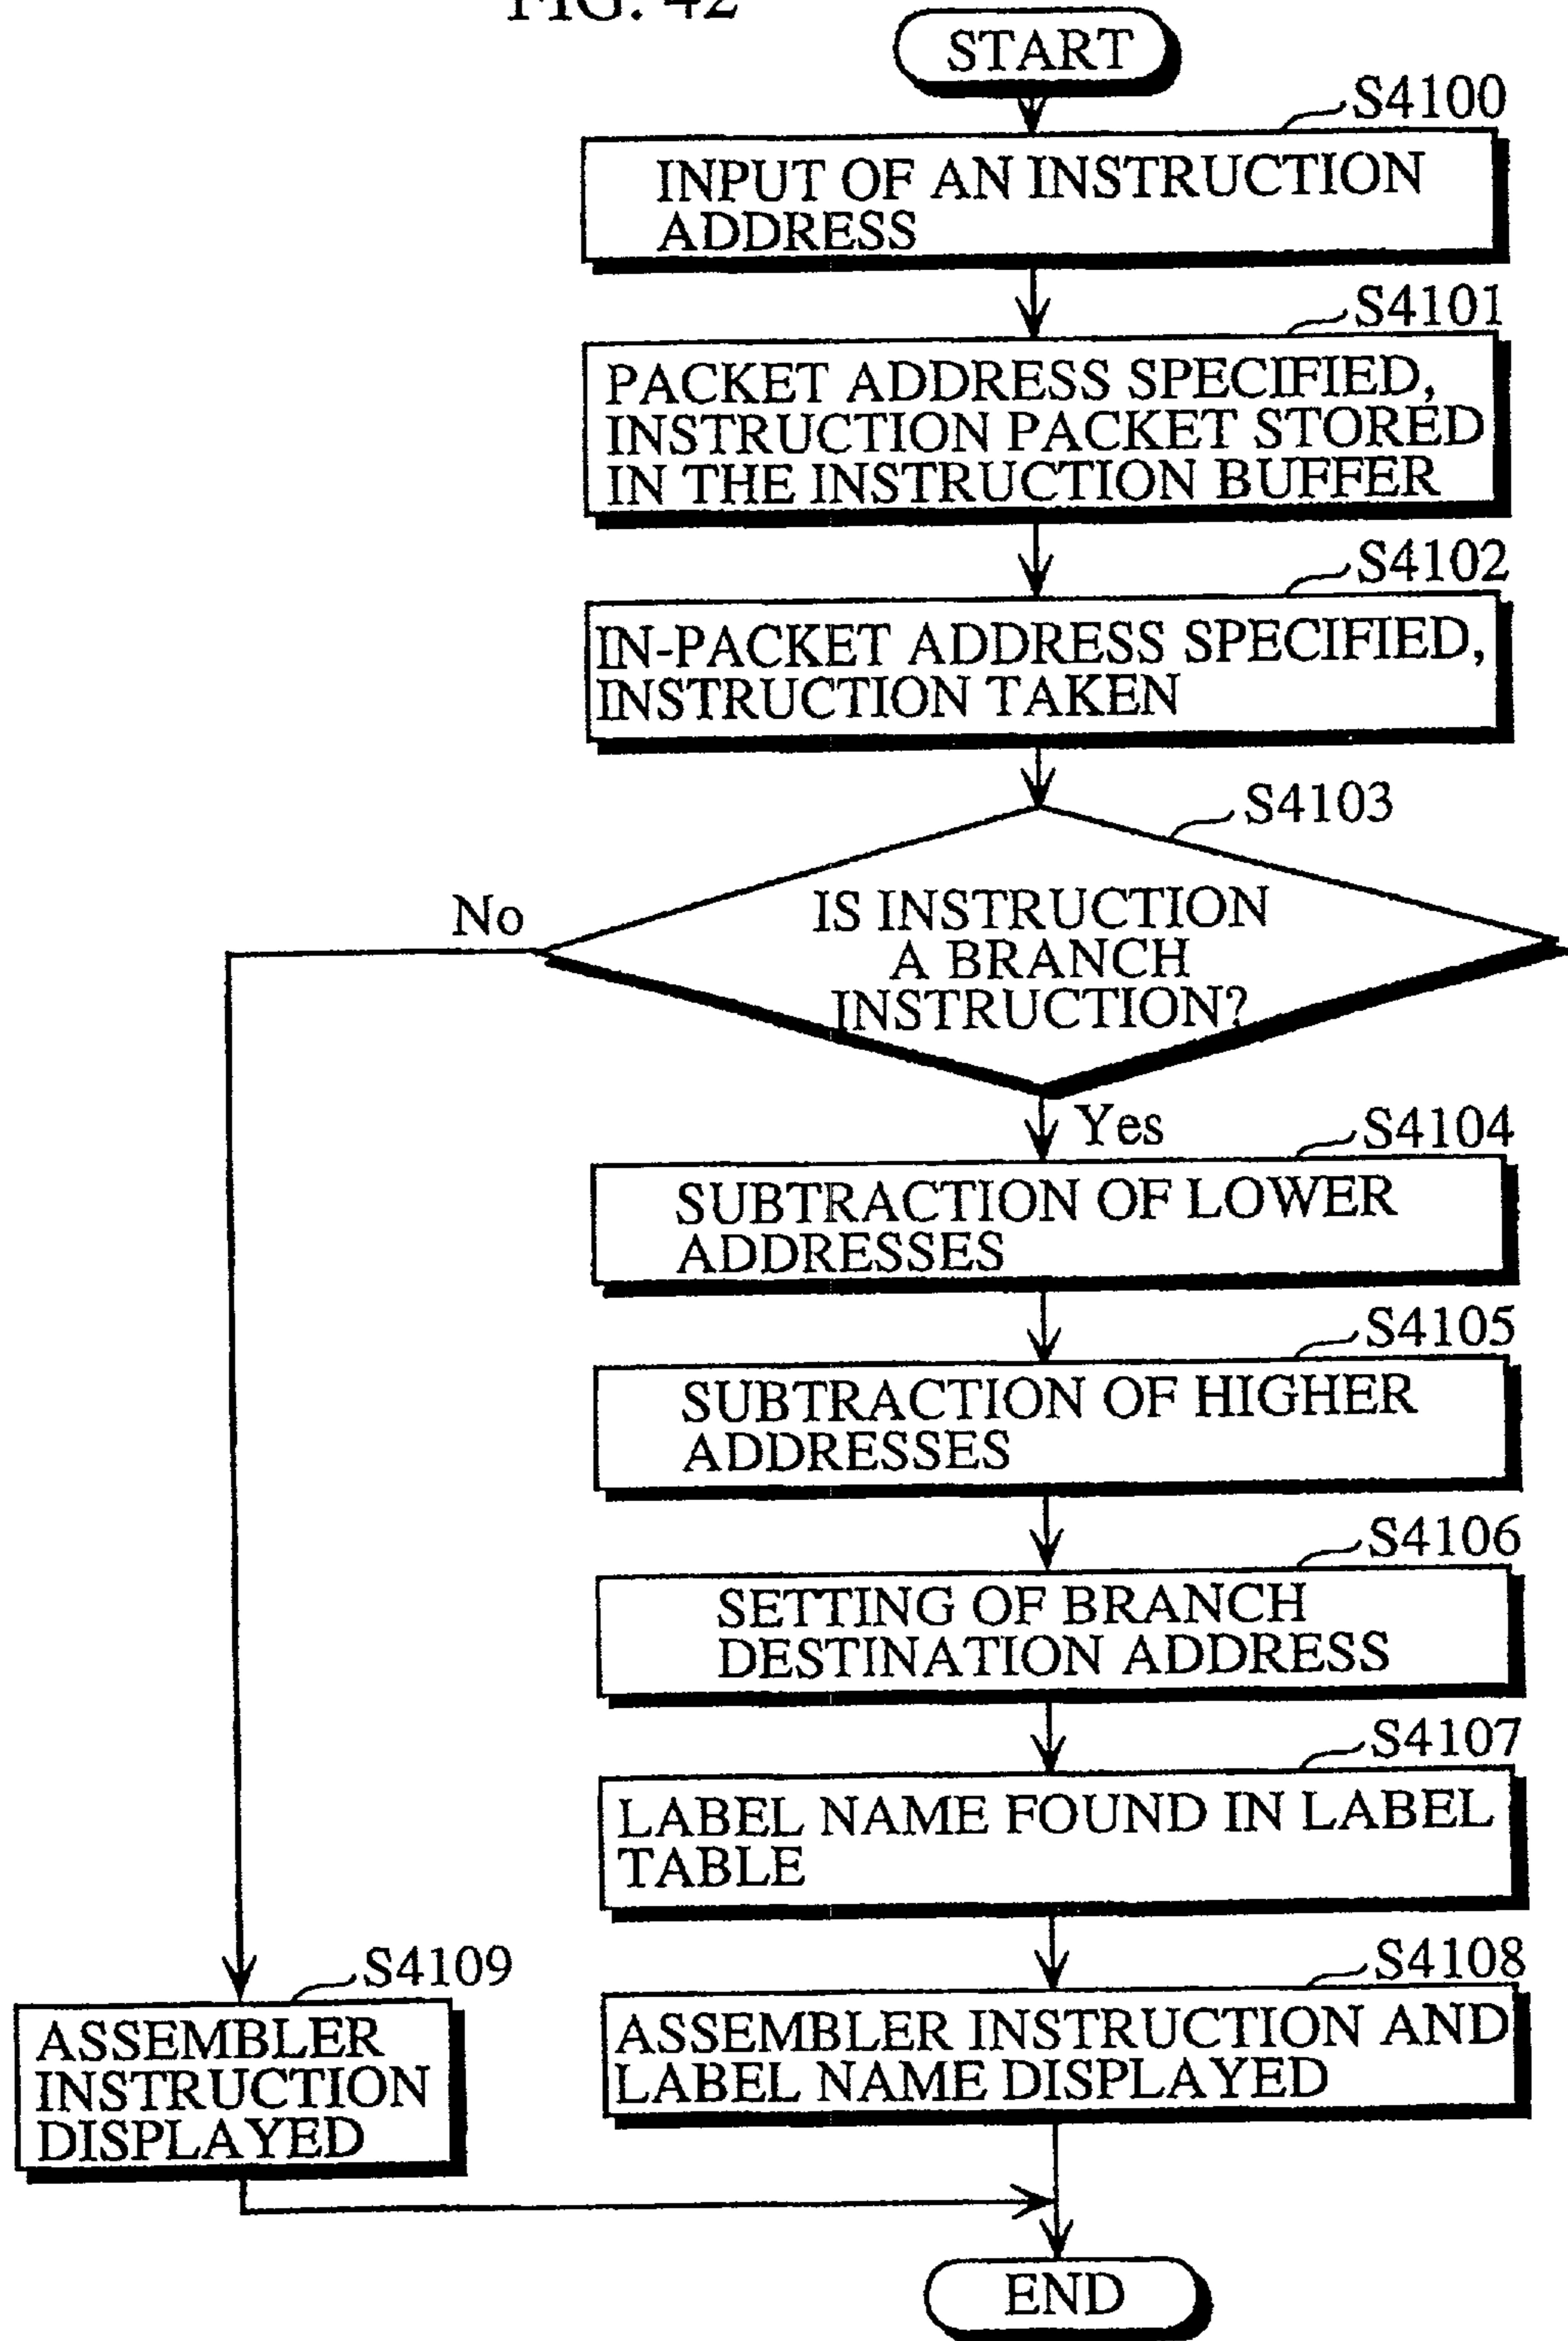 FIG. 42
START
S4100
INPUT OF AN INSTRUCTION
ADDRESS
S4101
PACKET ADDRESS SPECIFIED,
INSTRUCTION PACKET STORED
IN THE INSTRUCTION BUFFER
S4102
IN-PACKET ADDRESS SPECIFIED,
INSTRUCTION TAKEN
S4103
IS INSTRUCTION
A BRANCH
INSTRUCTION?
No
Yes
S4104
SUBTRACTION OF LOWER
ADDRESSES
S4105
SUBTRACTION OF HIGHER
ADDRESSES
S4106
SETTING OF BRANCH
DESTINATION ADDRESS
S4107
LABEL NAME FOUND IN LABEL
TABLE
S4108
ASSEMBLER INSTRUCTION AND
LABEL NAME DISPLAYED
S4109
ASSEMBLER
INSTRUCTION
DISPLAYED
END